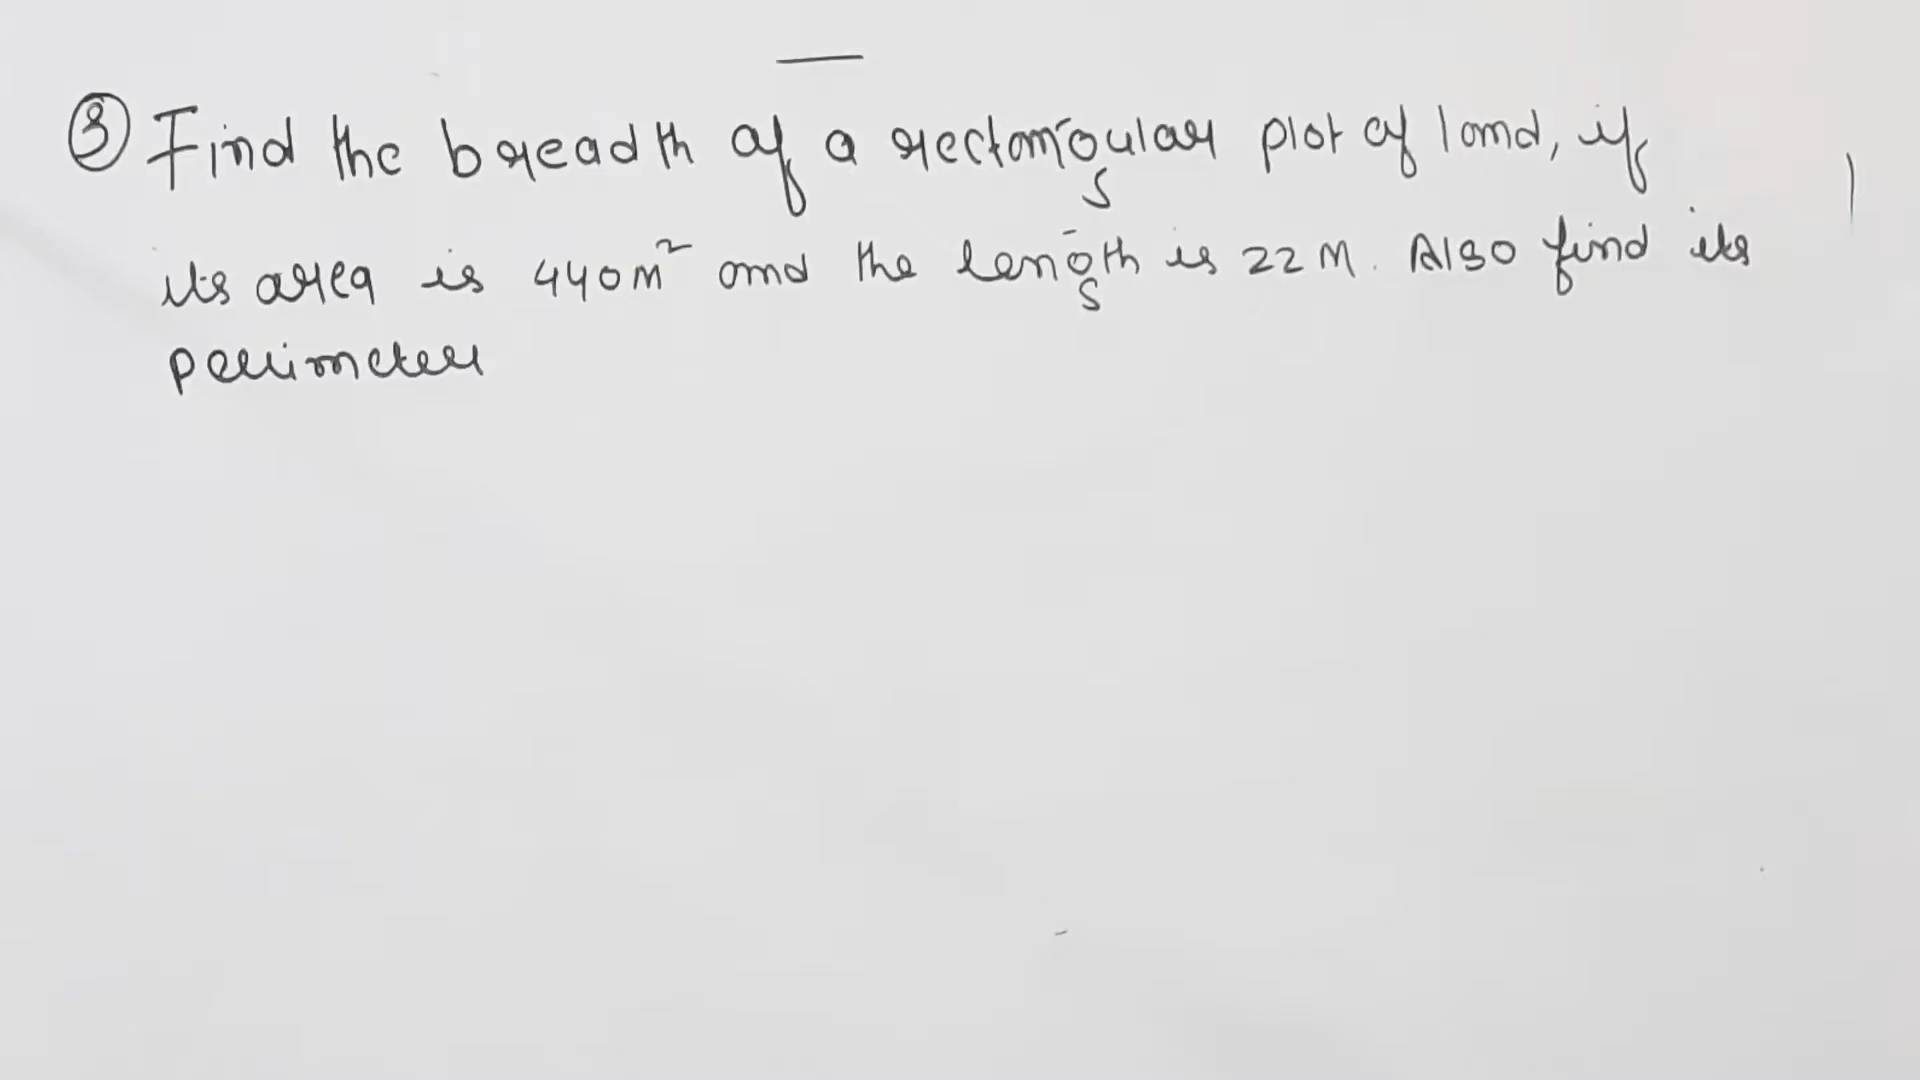 ③ Find the breadth of a rectangular plot of land, if
its area is 440m² and the length is 22 M. Also find its
perimeter